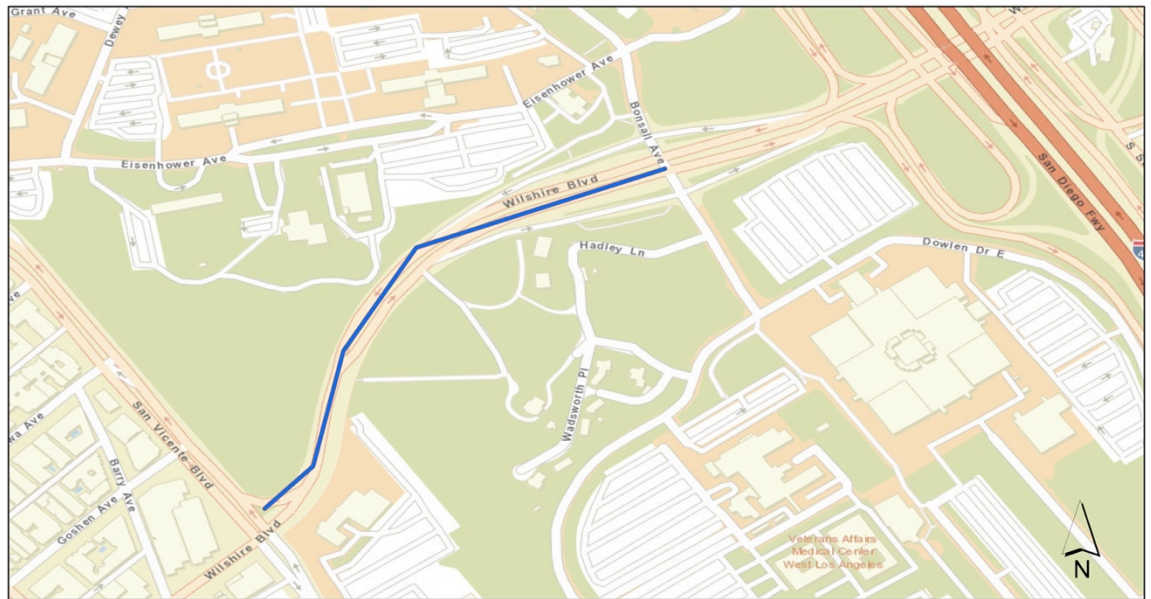 Grant Ave
Dewey
Eisenhower Ave
Bonsall Ave
Eisenhower Ave
Wilshire Blvd
San Diego Fwy
Hadley Ln
Dowlen Dr E
Wadsworth Pl
San Vicente Blvd
Barry Ave
Goshen Ave
Wilshire Blvd
Veterans Affairs
Medical Center
West Los Angeles
N